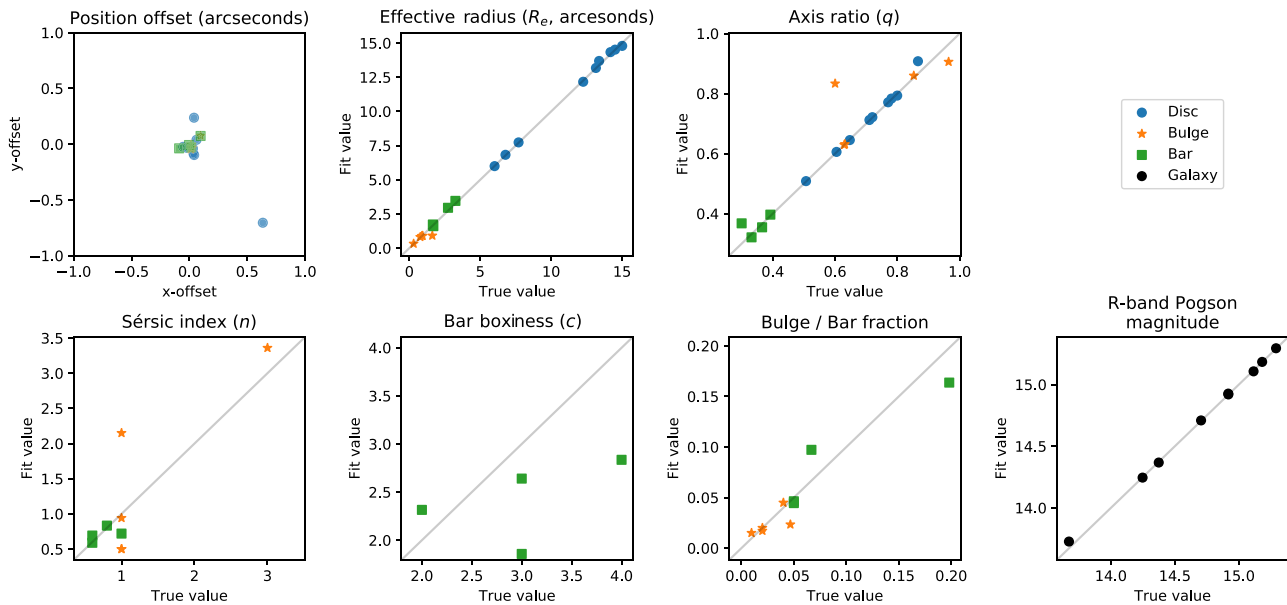 Position offset (arcseconds)
1.0
0.5
0.0
−0.5
−1.0
y-offset
−1.0 −0.5 0.0 0.5 1.0
x-offset
Effective radius (Re, arcesonds)
15.0
12.5
10.0
7.5
5.0
2.5
0.0
Fit value
0 5 10 15
True value
Axis ratio (q)
1.0
0.8
0.6
0.4
Fit value
0.4 0.6 0.8 1.0
True value
Disc
Bulge
Bar
Galaxy
Sérsic index (n)
3.5
3.0
2.5
2.0
1.5
1.0
0.5
Fit value
1 2 3
True value
Bar boxiness (c)
4.0
3.5
3.0
2.5
2.0
Fit value
2.0 2.5 3.0 3.5 4.0
True value
Bulge / Bar fraction
0.20
0.15
0.10
0.05
0.00
Fit value
0.00 0.05 0.10 0.15 0.20
True value
R-band Pogson
magnitude
15.0
14.5
14.0
Fit value
14.0 14.5 15.0
True value